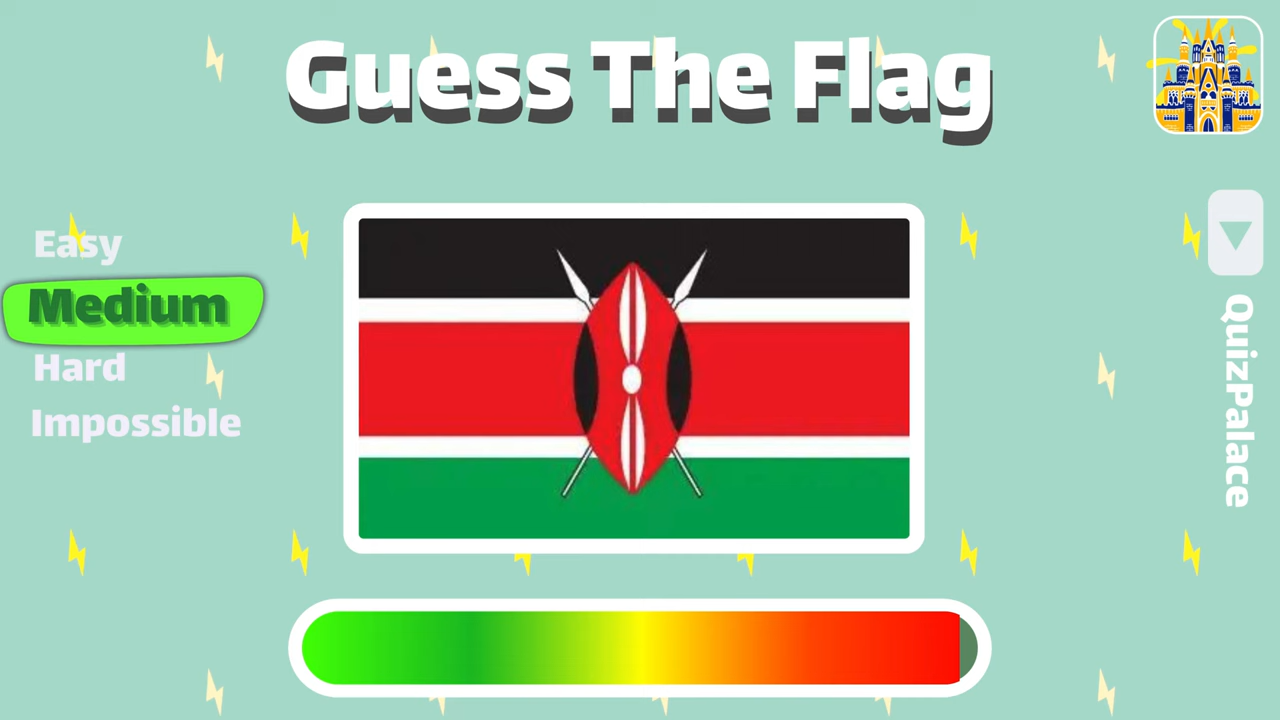 Guess The Flag
Easy
Medium
Hard
Impossible
QuizPalace